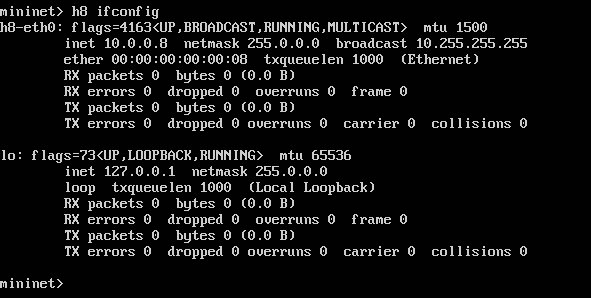 mininet> h8 ifconfig
h8-eth0: flags=4163<UP,BROADCAST,RUNNING,MULTICAST>  mtu 1500
        inet 10.0.0.8  netmask 255.0.0.0  broadcast 10.255.255.255
        ether 00:00:00:00:00:08  txqueuelen 1000  (Ethernet)
        RX packets 0  bytes 0 (0.0 B)
        RX errors 0  dropped 0  overruns 0  frame 0
        TX packets 0  bytes 0 (0.0 B)
        TX errors 0  dropped 0 overruns 0  carrier 0  collisions 0

lo: flags=73<UP,LOOPBACK,RUNNING>  mtu 65536
        inet 127.0.0.1  netmask 255.0.0.0
        loop  txqueuelen 1000  (Local Loopback)
        RX packets 0  bytes 0 (0.0 B)
        RX errors 0  dropped 0  overruns 0  frame 0
        TX packets 0  bytes 0 (0.0 B)
        TX errors 0  dropped 0 overruns 0  carrier 0  collisions 0

mininet>